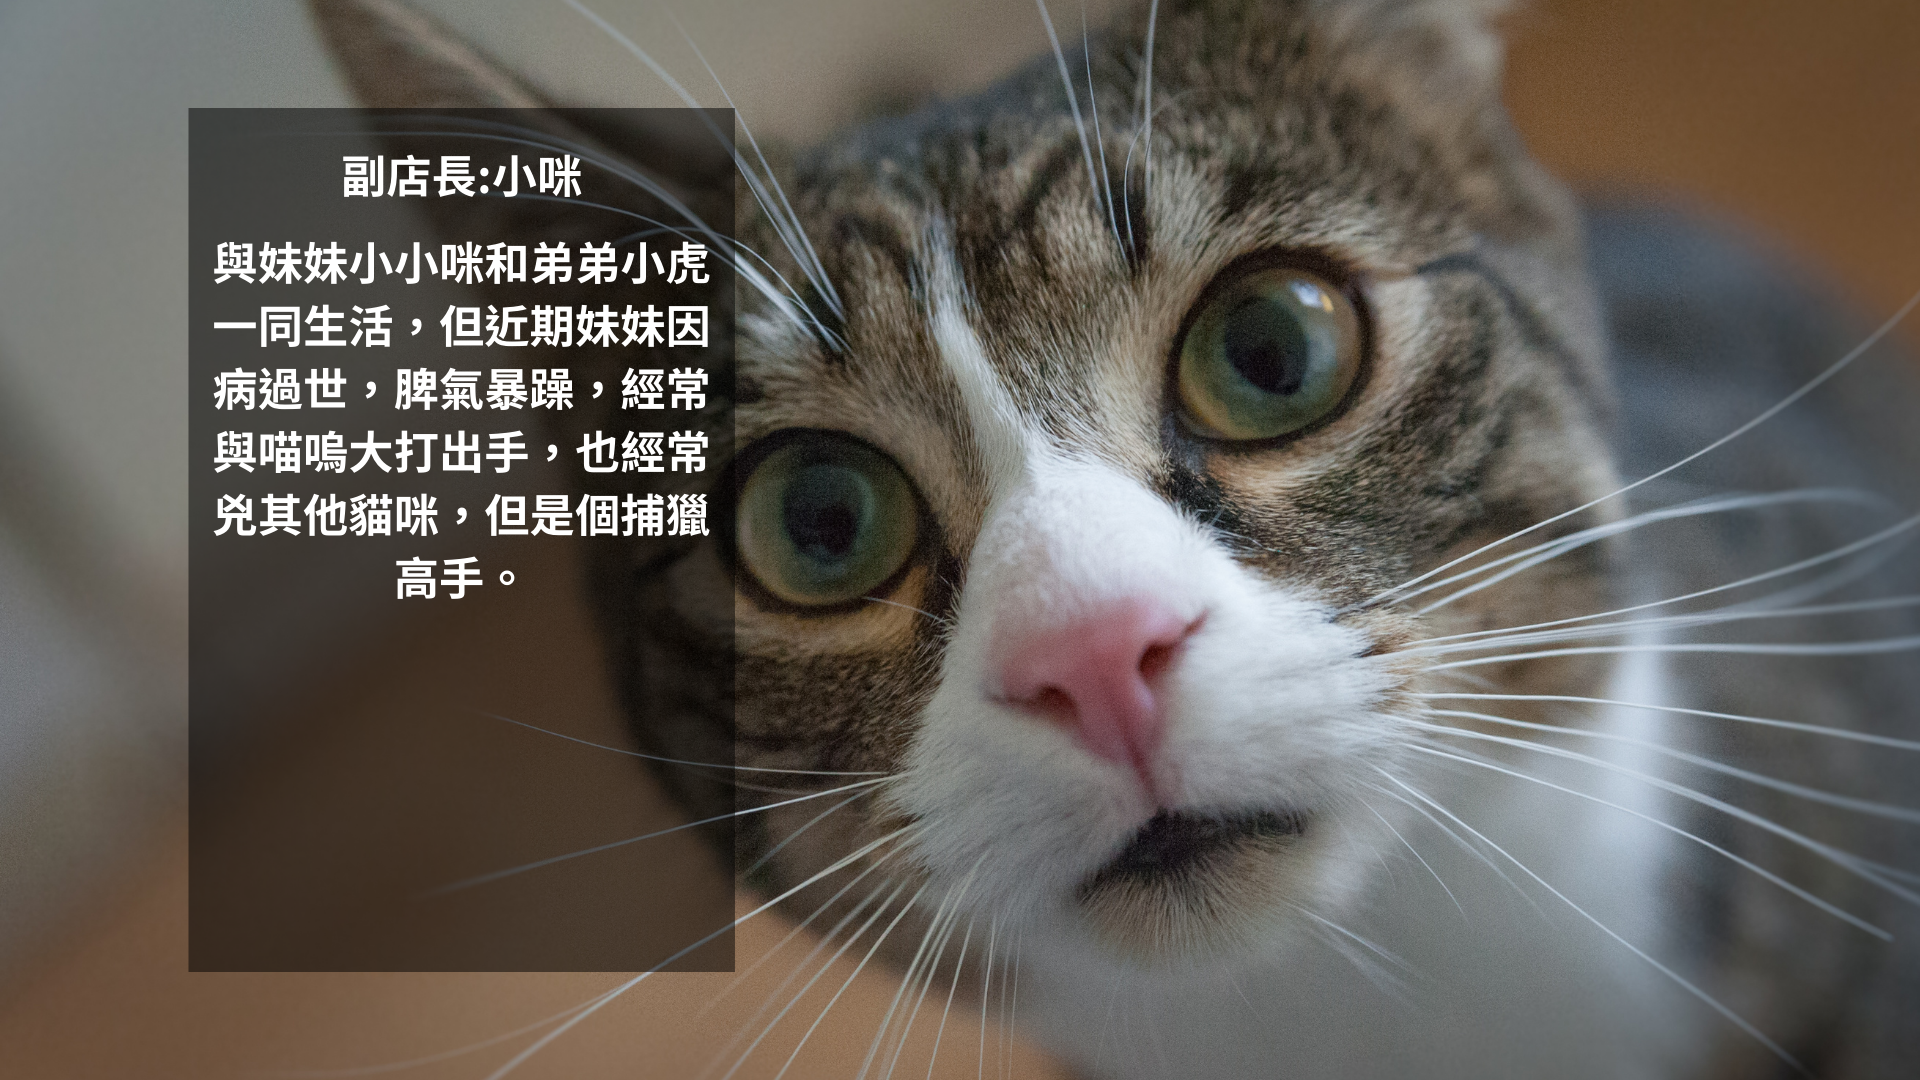 副店長:小咪
與妹妹小小咪和弟弟小虎
一同生活，但近期妹妹因
病過世，脾氣暴躁，經常
與喵嗚大打出手，也經常
兇其他貓咪，但是個捕獵
高手。